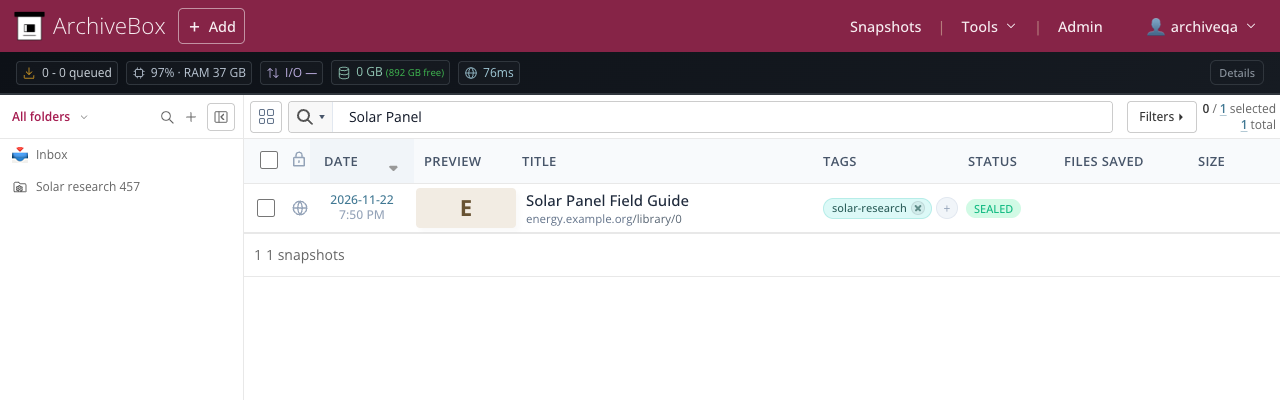 ArchiveBox
+ Add
Snapshots | Tools | Admin
archiveqa
0 - 0 queued
97% · RAM 37 GB
I/O —
0 GB (892 GB free)
76ms
Details
All folders
Solar Panel
Filters
0 / 1 selected
1 total
Inbox
Solar research 457
DATE
PREVIEW
TITLE
TAGS
STATUS
FILES SAVED
SIZE
2026-11-22
7:50 PM
E
Solar Panel Field Guide
energy.example.org/library/0
solar-research
+
SEALED
1 1 snapshots